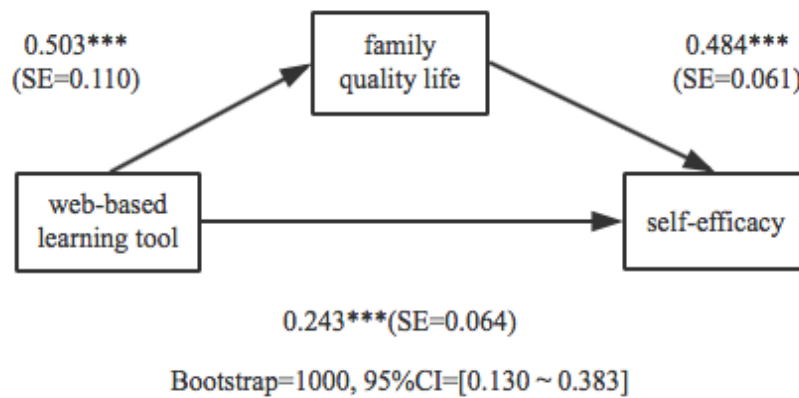 0.503***
(SE=0.110)
family
quality life
0.484***
(SE=0.061)
web-based
learning tool
self-efficacy
0.243***(SE=0.064)
Bootstrap=1000, 95%CI=[0.130 ~ 0.383]